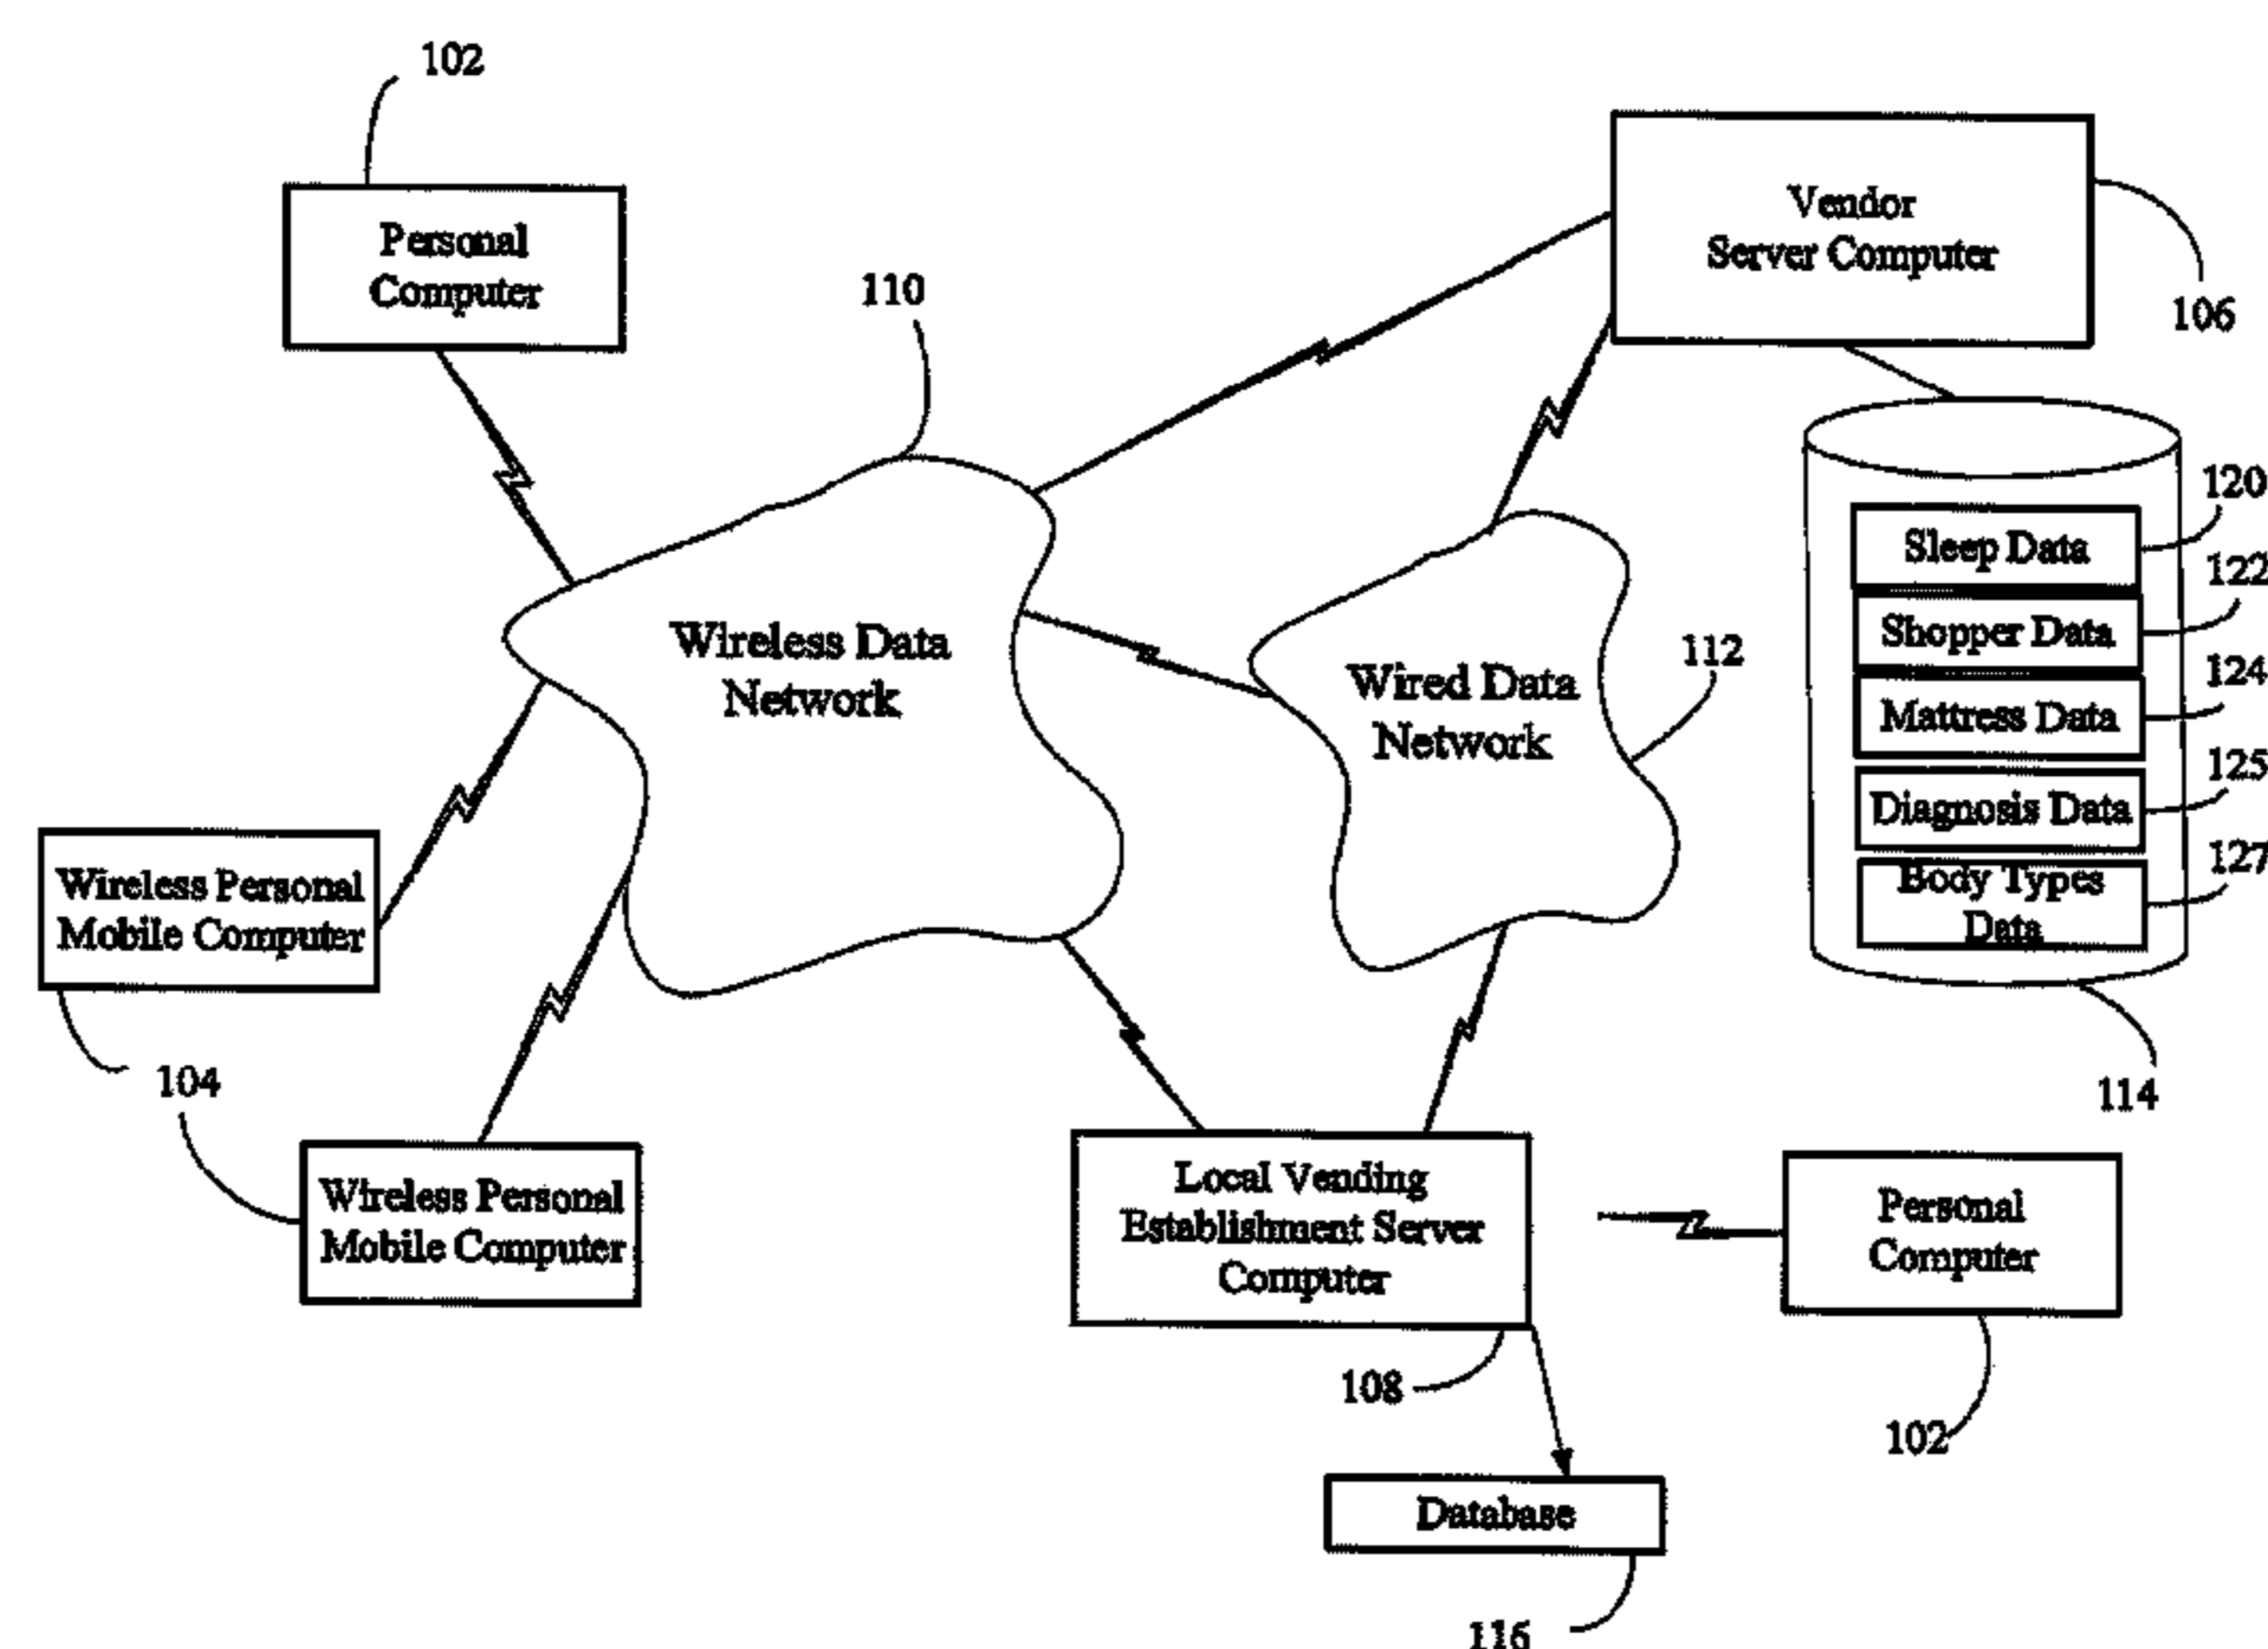 102
Personal
Computer
Vendor
Server Computer
106
110
120
Sleep Data
122
Shopper Data
124
Mattress Data
125
Diagnosis Data
127
Body Types
Data
114
Wireless Data
Network
Wired Data
Network
112
Wireless Personal
Mobile Computer
104
Wireless Personal
Mobile Computer
Local Vending
Establishment Server
Computer
108
Personal
Computer
102
Database
116